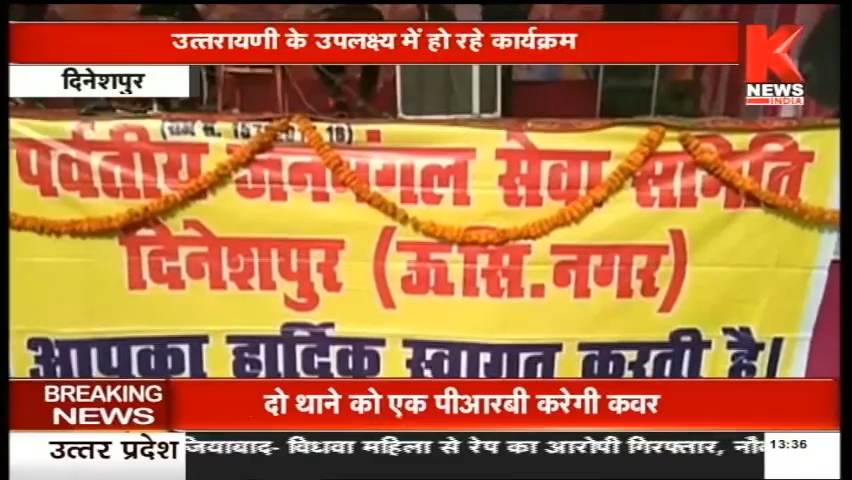 उत्तरायणी के उपलक्ष्य में हो रहे कार्यक्रम
K
NEWS
INDIA
दिनेशपुर
पर्वतीय जनमंगल सेवा समिति
दिनेशपुर (ऊ०सि.नगर)
आपका हार्दिक स्वागत करती है।
BREAKING
NEWS
दो थाने को एक पीआरबी करेगी कवर
उत्तर प्रदेश
जियाबाद- विधवा महिला से रेप का आरोपी गिरफ्तार,
13:36